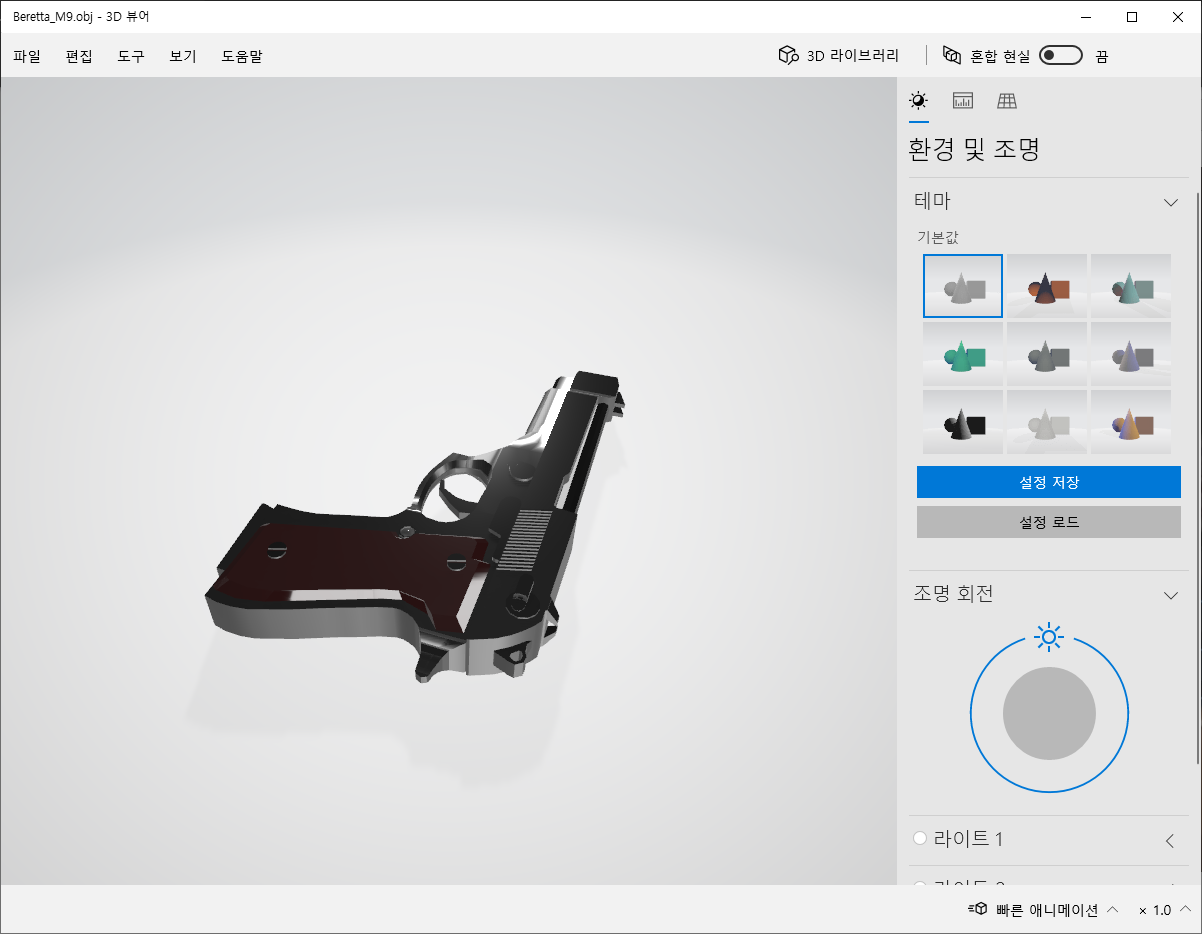 Beretta_M9.obj - 3D 뷰어
파일 편집 도구 보기 도움말 3D 라이브러리 혼합 현실 끔
환경 및 조명
테마
기본값
설정 저장
설정 로드
조명 회전
라이트 1
빠른 애니메이션 × 1.0